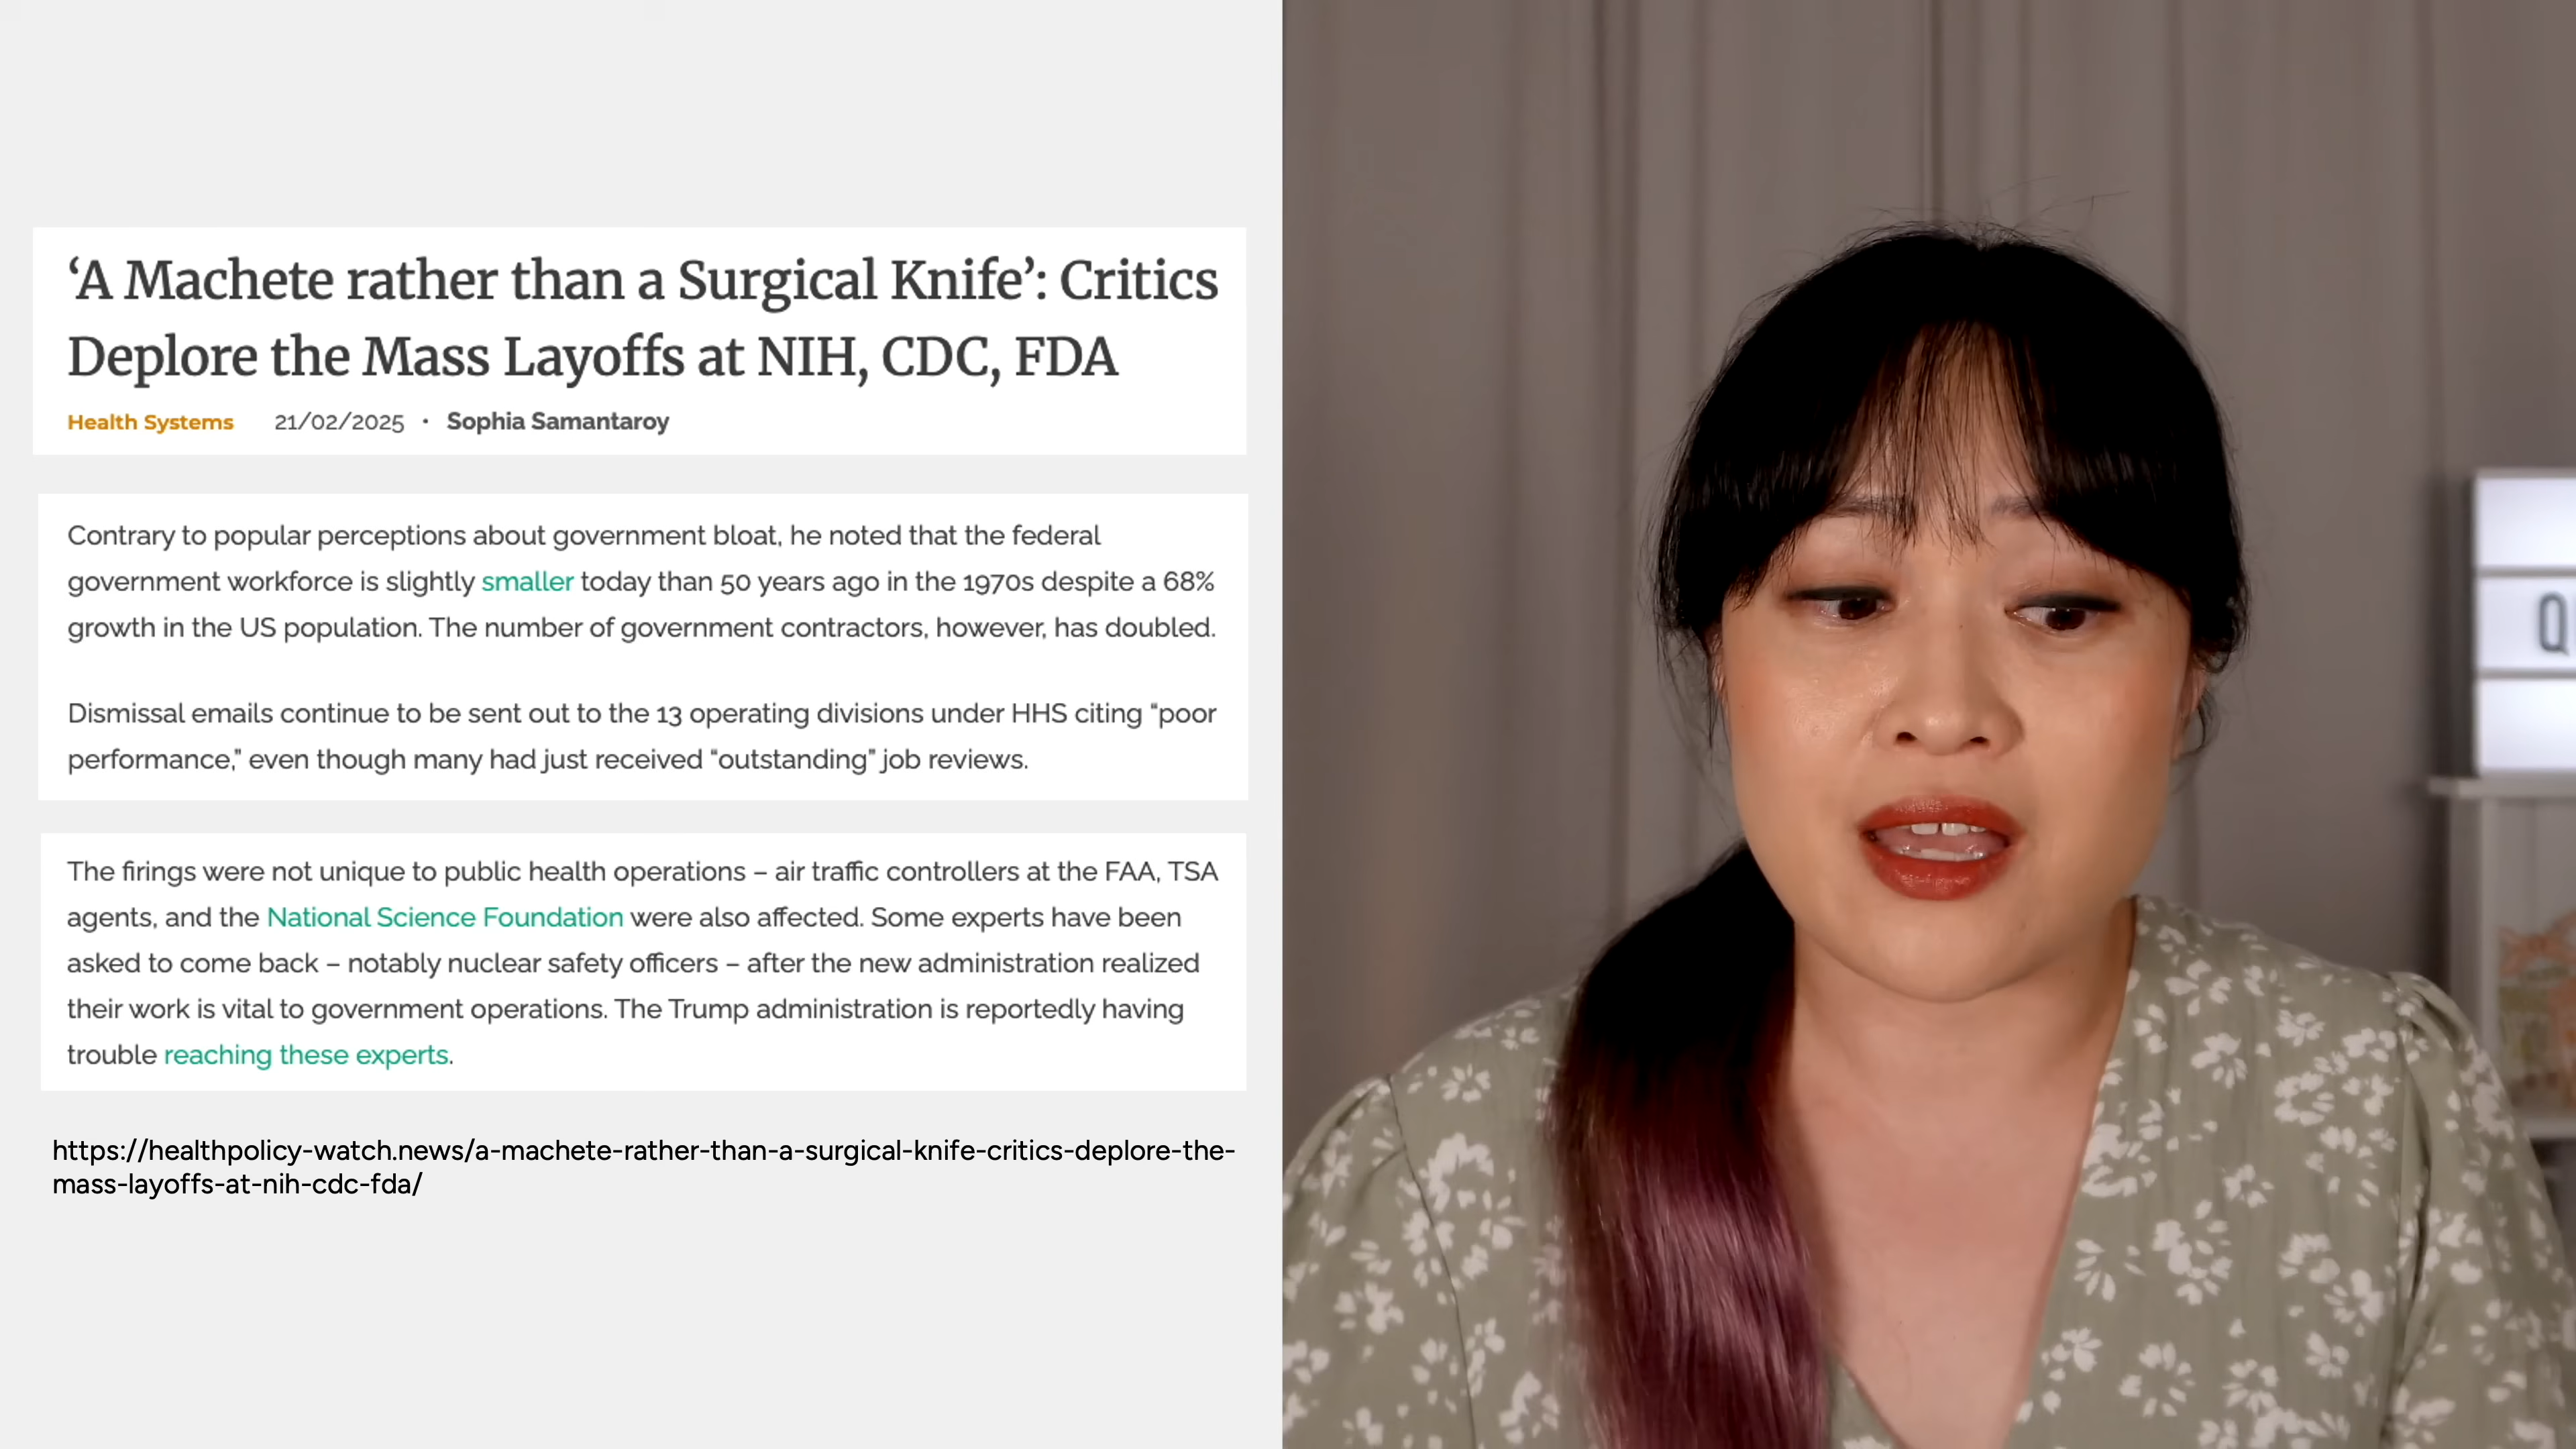 ‘A Machete rather than a Surgical Knife’: Critics
Deplore the Mass Layoffs at NIH, CDC, FDA
Health Systems 21/02/2025 • Sophia Samantaroy
Contrary to popular perceptions about government bloat, he noted that the federal
government workforce is slightly smaller today than 50 years ago in the 1970s despite a 68%
growth in the US population. The number of government contractors, however, has doubled.
Dismissal emails continue to be sent out to the 13 operating divisions under HHS citing “poor
performance,” even though many had just received “outstanding” job reviews.
The firings were not unique to public health operations – air traffic controllers at the FAA, TSA
agents, and the National Science Foundation were also affected. Some experts have been
asked to come back – notably nuclear safety officers – after the new administration realized
their work is vital to government operations. The Trump administration is reportedly having
trouble reaching these experts.
https://healthpolicy-watch.news/a-machete-rather-than-a-surgical-knife-critics-deplore-the-
mass-layoffs-at-nih-cdc-fda/